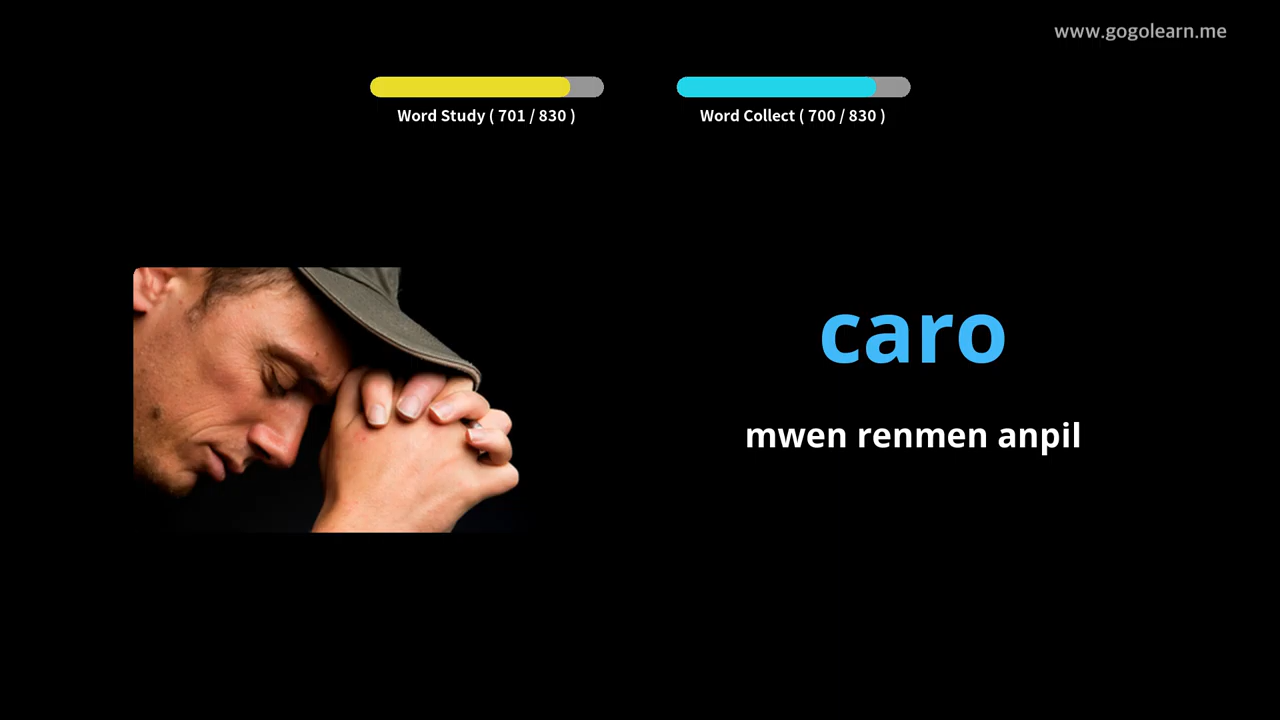 www.gogolearn.me
Word Study ( 701 / 830 )
Word Collect ( 700 / 830 )
caro
mwen renmen anpil